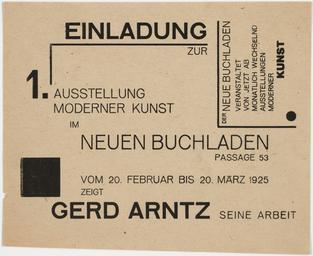 EINLADUNG
ZUR
1. AUSSTELLUNG
MODERNER KUNST
IM
NEUEN BUCHLADEN
PASSAGE 53
VOM 20. FEBRUAR BIS 20. MÄRZ 1925
ZEIGT
GERD ARNTZ SEINE ARBEIT
DER NEUE BUCHLADEN
VERANSTALTET
VON JETZT AB
MONATLICH WECHSELND
AUSSTELLUNGEN
MODERNER
KUNST